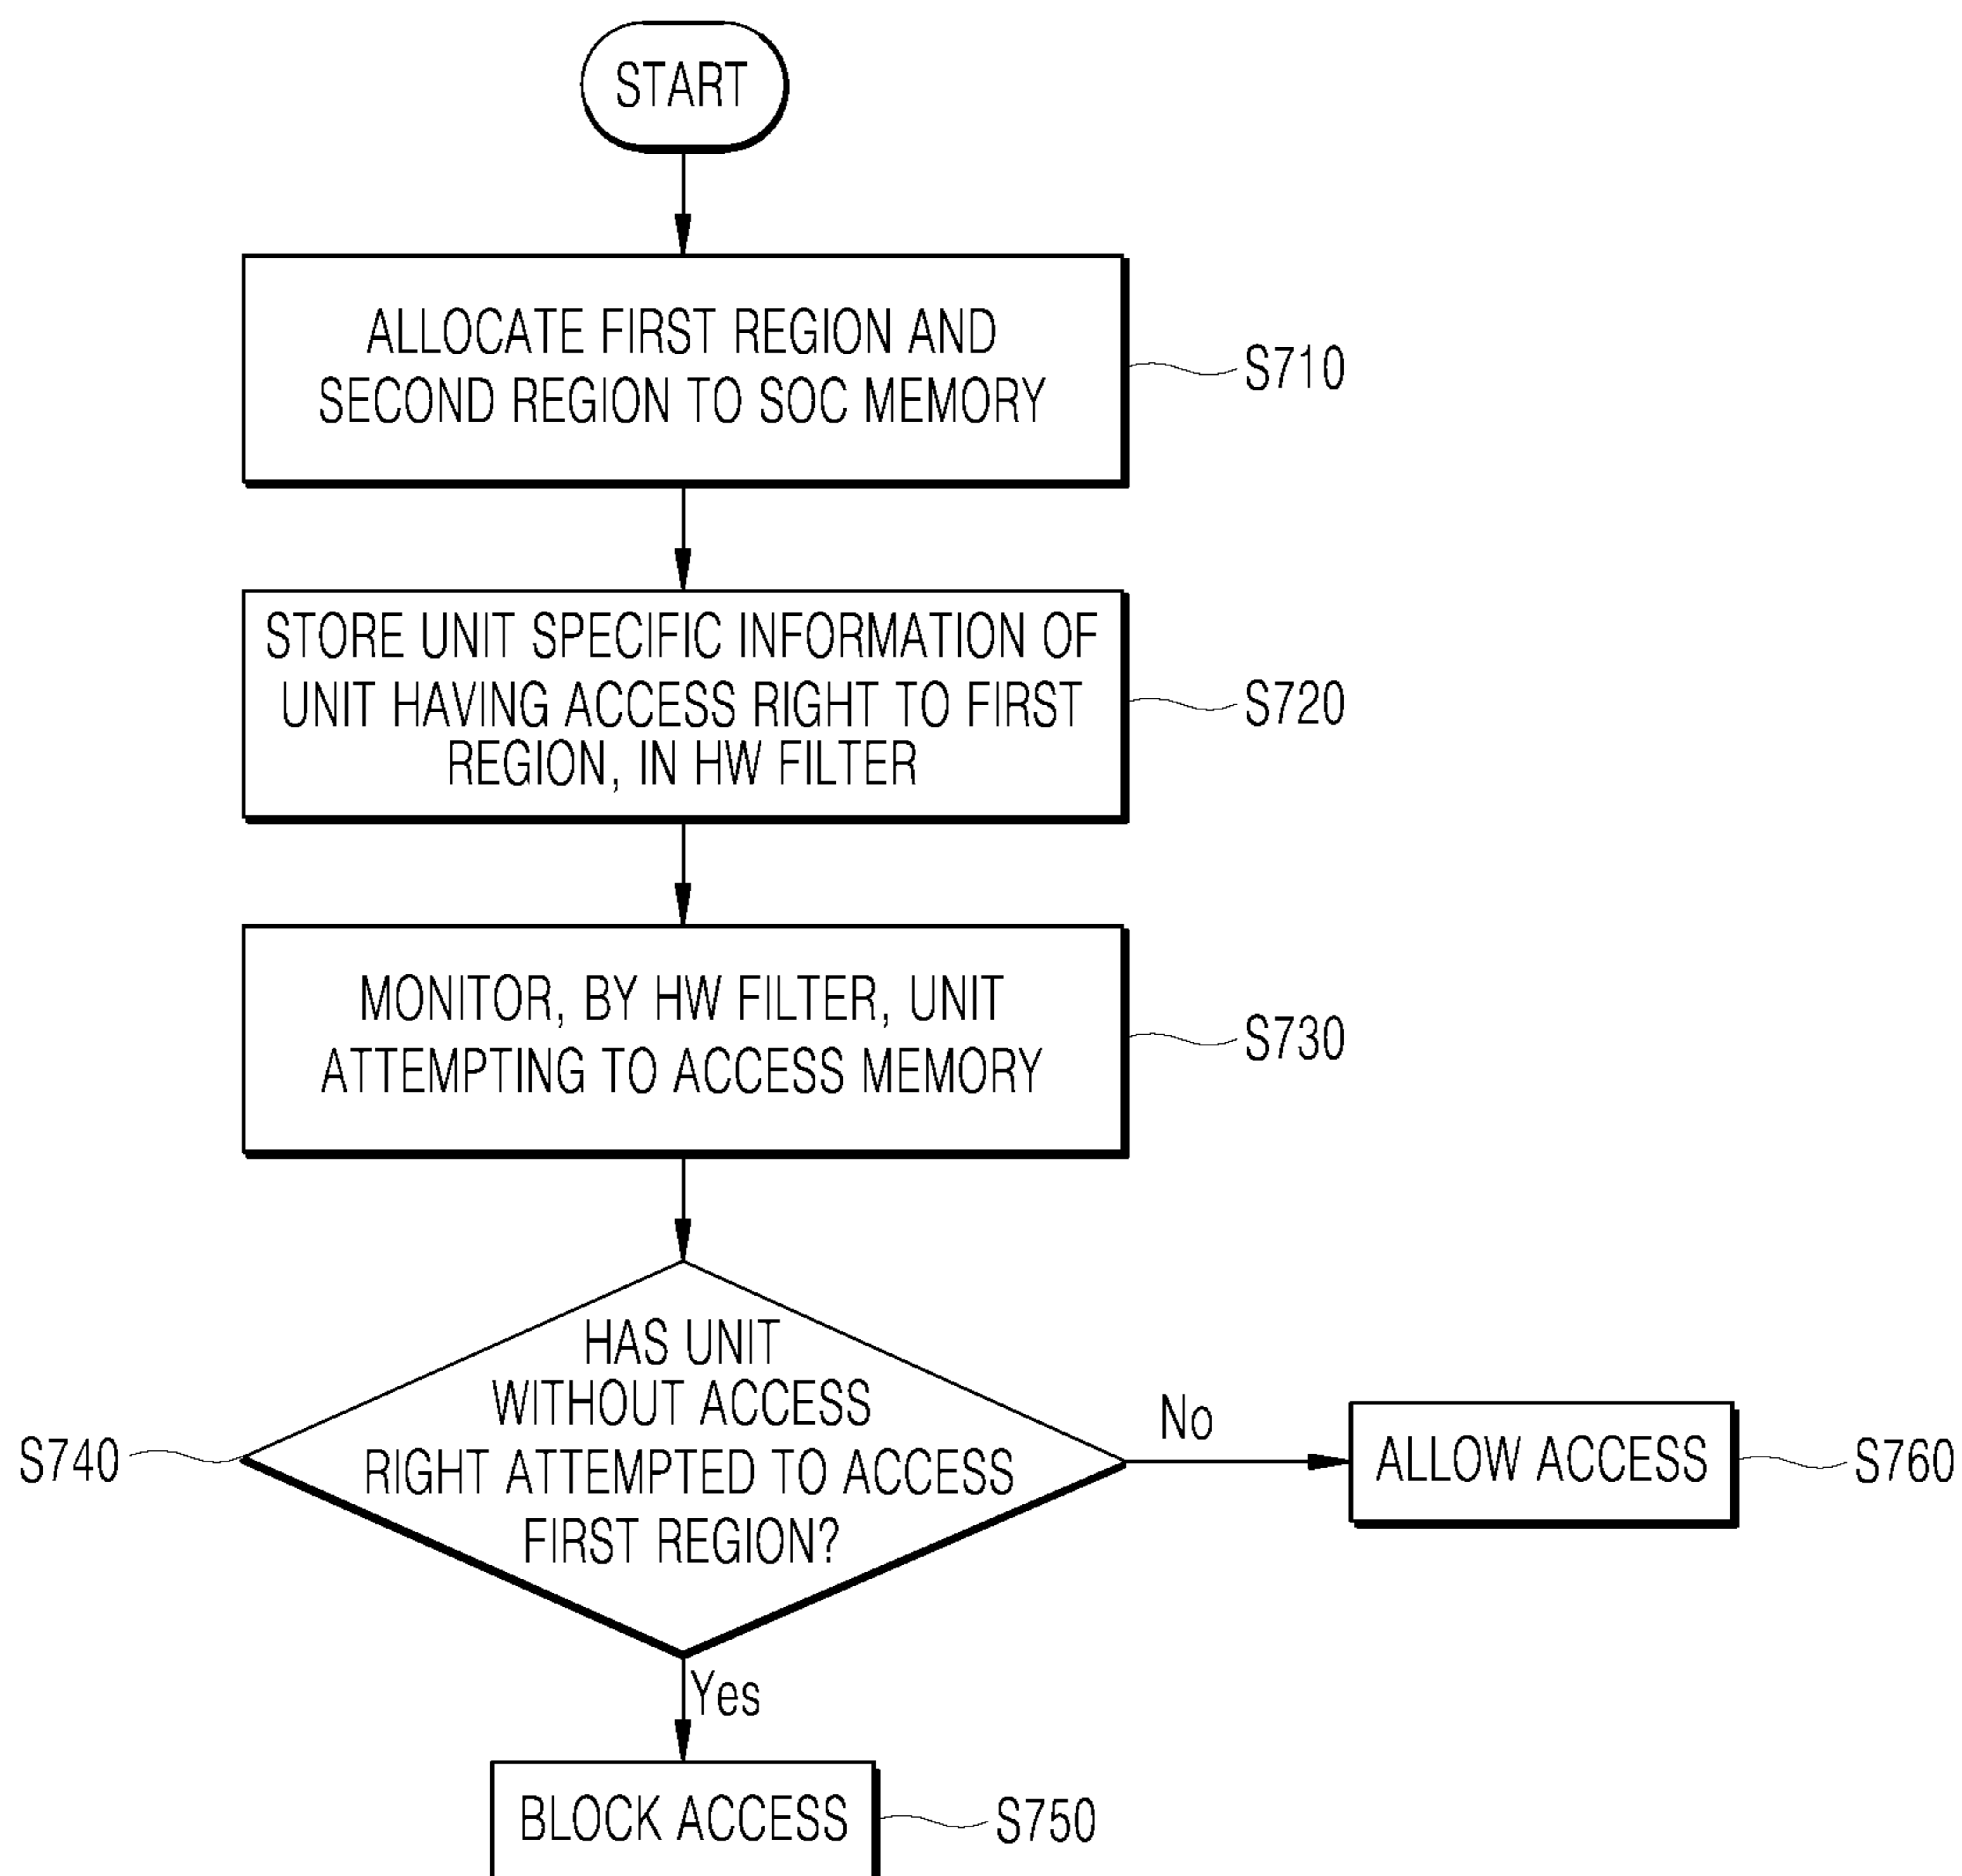 START
ALLOCATE FIRST REGION AND
SECOND REGION TO SOC MEMORY
S710
STORE UNIT SPECIFIC INFORMATION OF
UNIT HAVING ACCESS RIGHT TO FIRST
REGION, IN HW FILTER
S720
MONITOR, BY HW FILTER, UNIT
ATTEMPTING TO ACCESS MEMORY
S730
HAS UNIT
WITHOUT ACCESS
RIGHT ATTEMPTED TO ACCESS
FIRST REGION?
S740
No
ALLOW ACCESS
S760
Yes
BLOCK ACCESS
S750